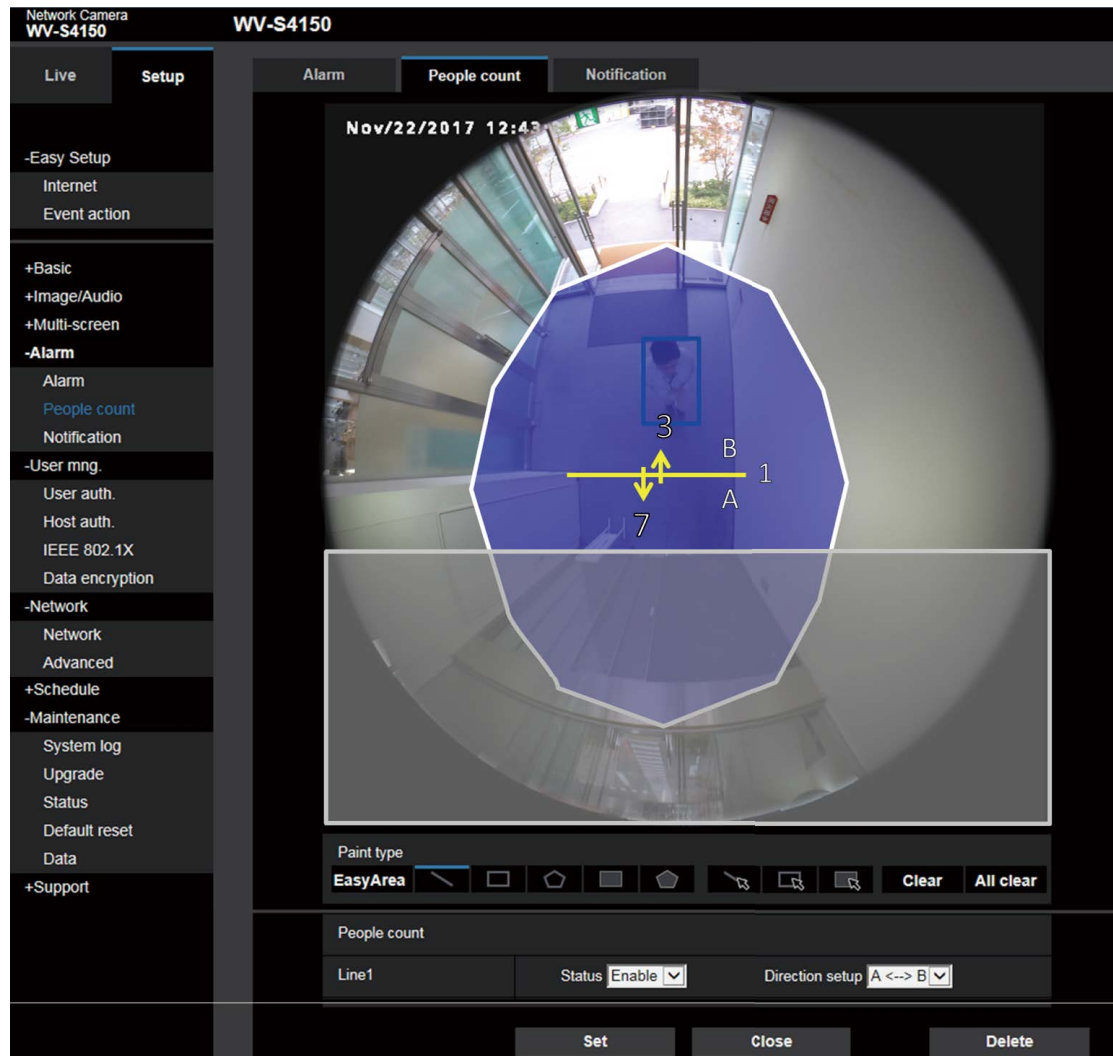 Network Camera
WV-S4150
WV-S4150
Live
Setup
Alarm
People count
Notification
Nov/22/2017 12:43
-Easy Setup
Internet
Event action
+Basic
+Image/Audio
+Multi-screen
-Alarm
Alarm
People count
Notification
-User mng.
User auth.
Host auth.
IEEE 802.1X
Data encryption
-Network
Network
Advanced
+Schedule
-Maintenance
System log
Upgrade
Status
Default reset
Data
+Support
3
B
1
A
7
Paint type
EasyArea
Clear
All clear
People count
Line1
Status Enable
Direction setup A <--> B
Set
Close
Delete